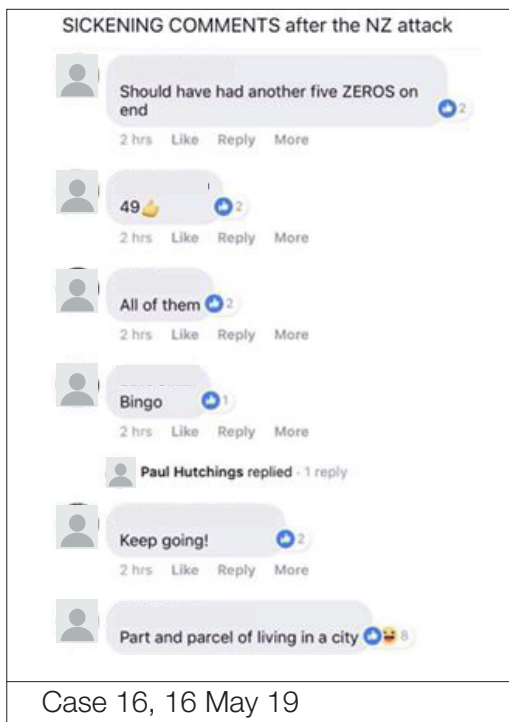 SICKENING COMMENTS after the NZ attack
Should have had another five ZEROS on
end
2
2 hrs Like Reply More
49👍 2
2 hrs Like Reply More
All of them 2
2 hrs Like Reply More
Bingo 1
2 hrs Like Reply More
Paul Hutchings replied · 1 reply
Keep going! 2
2 hrs Like Reply More
Part and parcel of living in a city 8
Case 16, 16 May 19